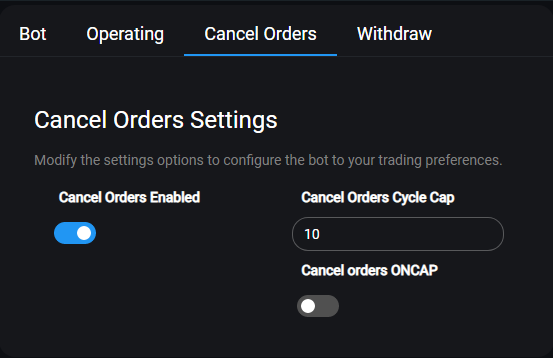 Bot Operating Cancel Orders Withdraw
Cancel Orders Settings
Modify the settings options to configure the bot to your trading preferences.
Cancel Orders Enabled Cancel Orders Cycle Cap
10
Cancel orders ONCAP